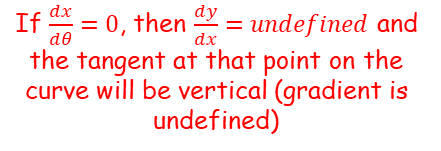 If dx/dθ = 0, then dy/dx = undefined and
the tangent at that point on the
curve will be vertical (gradient is
undefined)